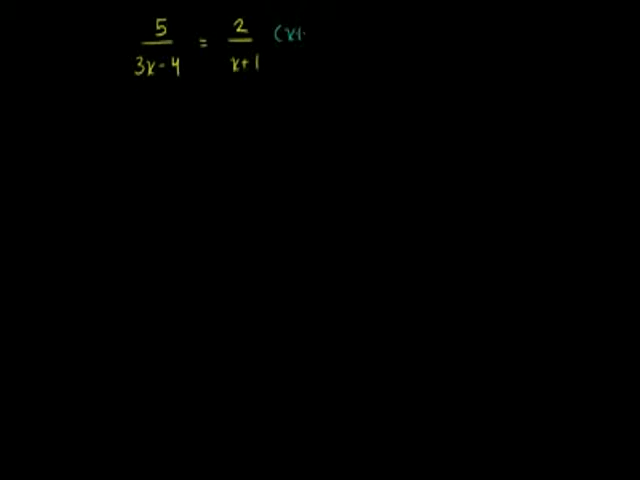 5/(3x-4) = 2/(x+1) (x+